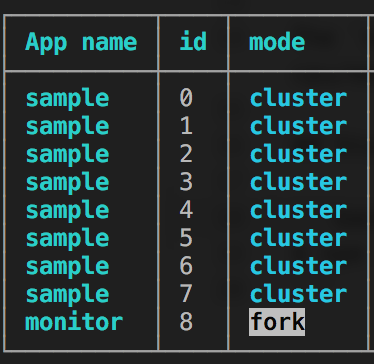 App name id mode
sample 0 cluster
sample 1 cluster
sample 2 cluster
sample 3 cluster
sample 4 cluster
sample 5 cluster
sample 6 cluster
sample 7 cluster
monitor 8 fork